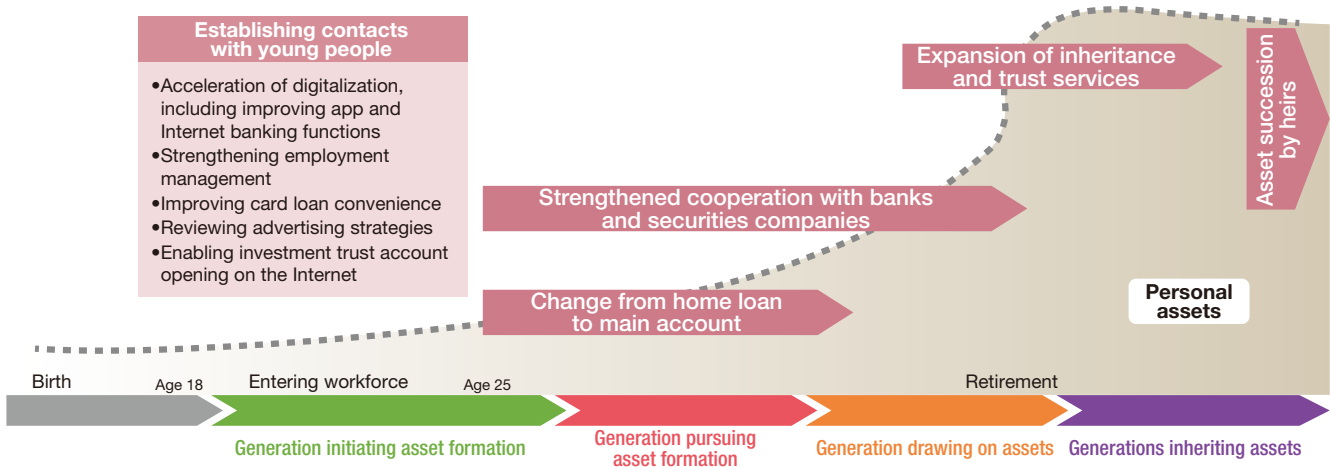 Establishing contacts
with young people
•Acceleration of digitalization,
including improving app and
Internet banking functions
•Strengthening employment
management
•Improving card loan convenience
•Reviewing advertising strategies
•Enabling investment trust account
opening on the Internet
Expansion of inheritance
and trust services
Asset succession
by heirs
Strengthened cooperation with banks
and securities companies
Change from home loan
to main account
Personal
assets
Birth
Age 18
Entering workforce
Age 25
Retirement
Generation initiating asset formation
Generation pursuing
asset formation
Generation drawing on assets
Generations inheriting assets